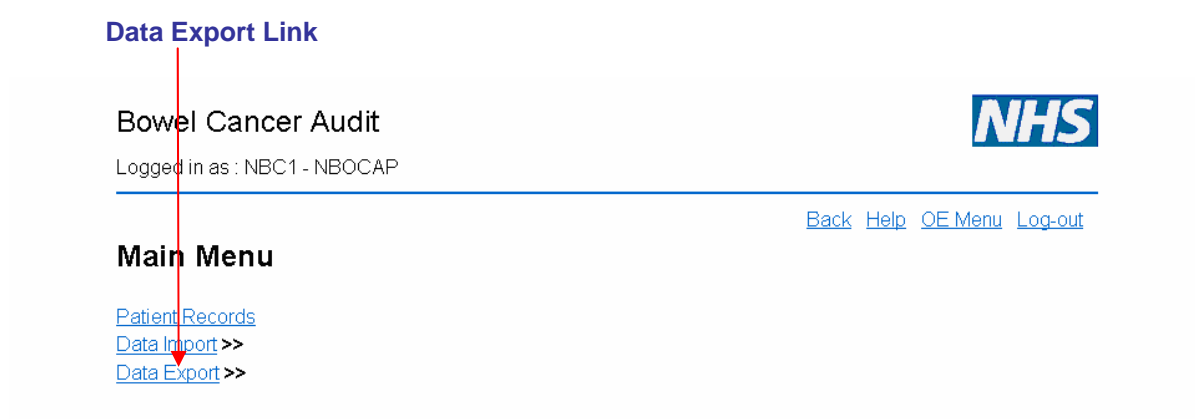 Data Export Link
Bowel Cancer Audit
NHS
Logged in as : NBC1 - NBOCAP
Back Help OE Menu Log-out
Main Menu
Patient Records
Data Import >>
Data Export >>